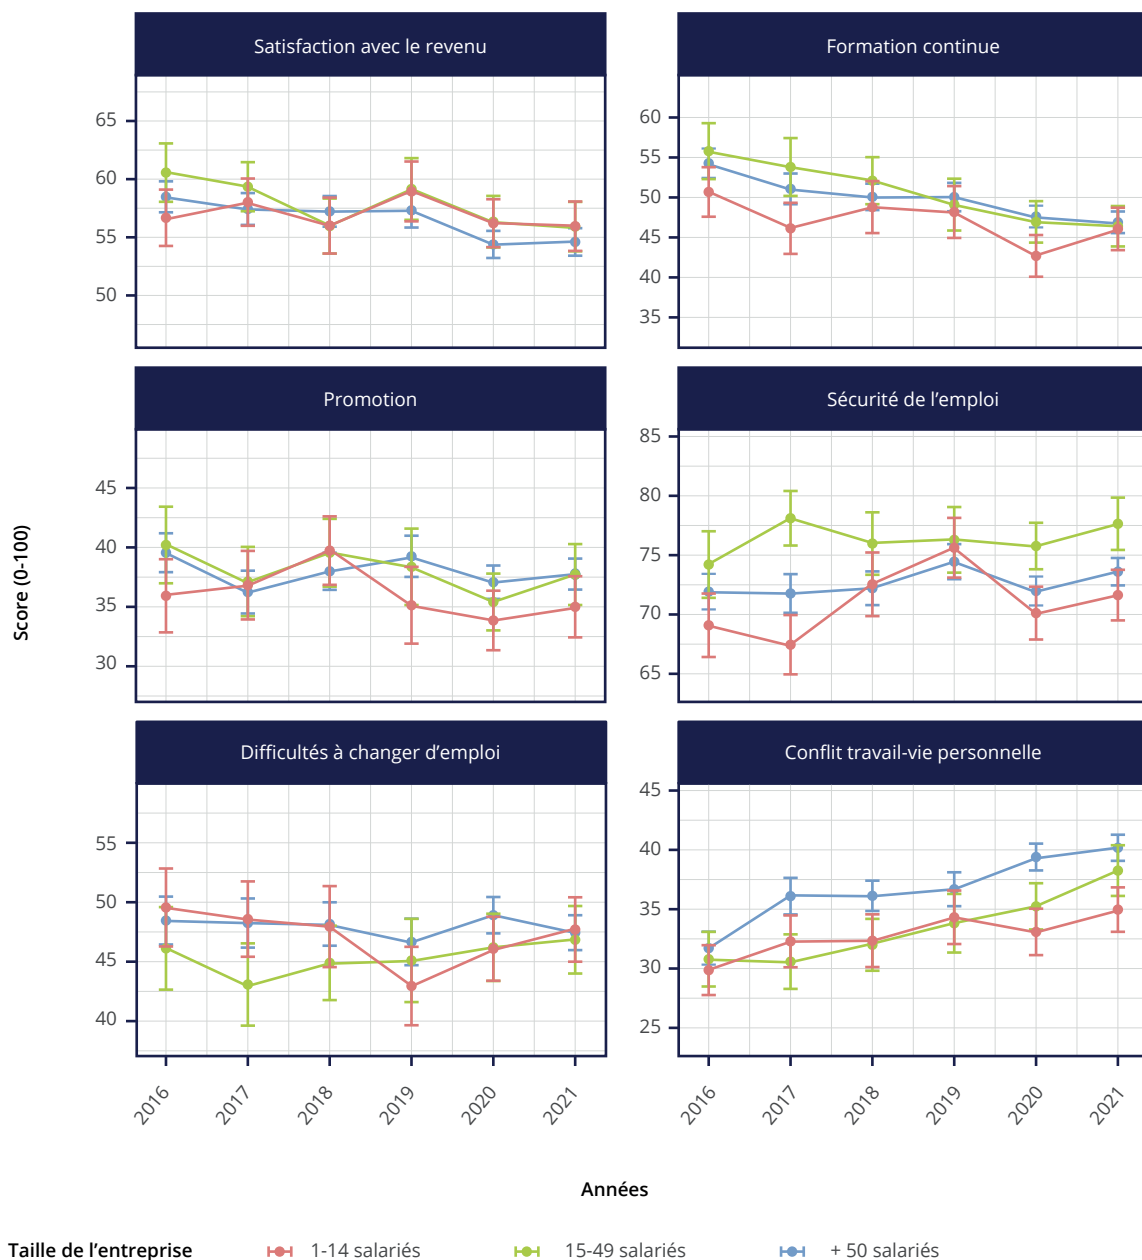 Satisfaction avec le revenu
Formation continue
65
60
55
50
60
55
50
45
40
35
Promotion
Sécurité de l’emploi
45
40
35
30
85
80
75
70
65
Score (0-100)
Difficultés à changer d’emploi
Conflit travail-vie personnelle
55
50
45
40
45
40
35
30
25
2016 2017 2018 2019 2020 2021
2016 2017 2018 2019 2020 2021
Années
Taille de l’entreprise 1-14 salariés 15-49 salariés + 50 salariés